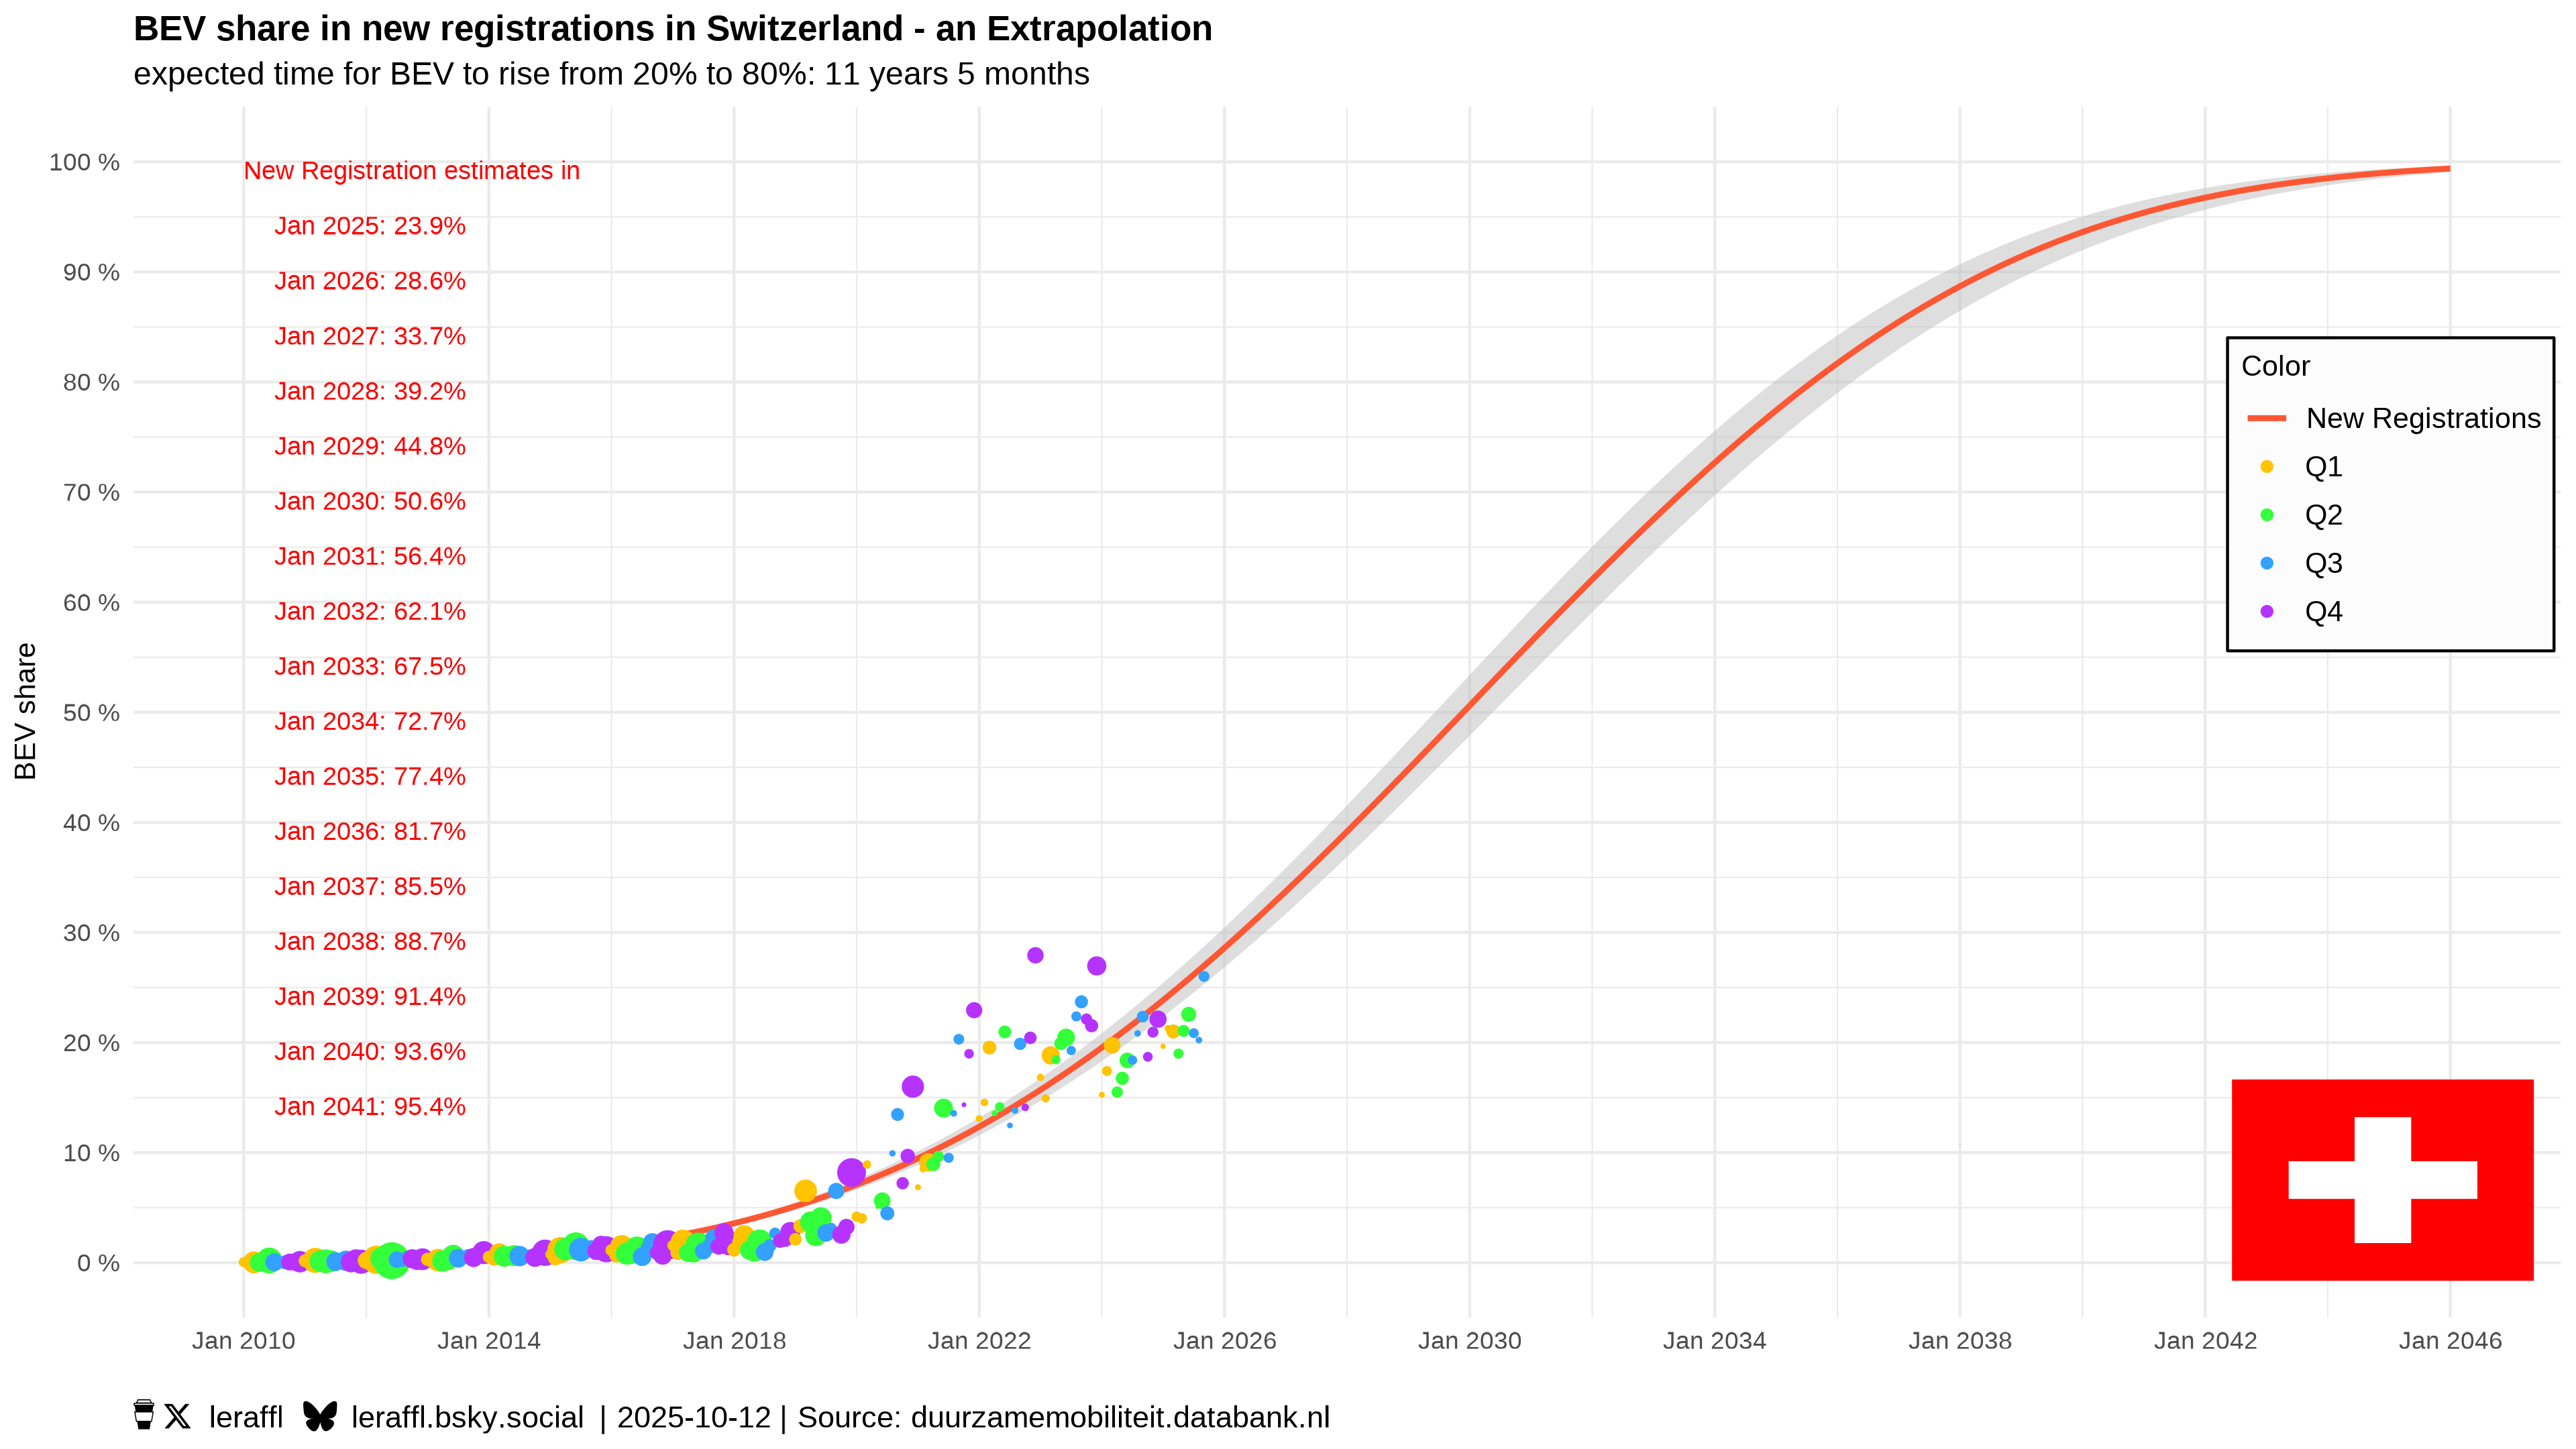 BEV share in new registrations in Switzerland - an Extrapolation
expected time for BEV to rise from 20% to 80%: 11 years 5 months
BEV share
100 %
90 %
80 %
70 %
60 %
50 %
40 %
30 %
20 %
10 %
0 %
New Registration estimates in
Jan 2025: 23.9%
Jan 2026: 28.6%
Jan 2027: 33.7%
Jan 2028: 39.2%
Jan 2029: 44.8%
Jan 2030: 50.6%
Jan 2031: 56.4%
Jan 2032: 62.1%
Jan 2033: 67.5%
Jan 2034: 72.7%
Jan 2035: 77.4%
Jan 2036: 81.7%
Jan 2037: 85.5%
Jan 2038: 88.7%
Jan 2039: 91.4%
Jan 2040: 93.6%
Jan 2041: 95.4%
Color
New Registrations
Q1
Q2
Q3
Q4
Jan 2010 Jan 2014 Jan 2018 Jan 2022 Jan 2026 Jan 2030 Jan 2034 Jan 2038 Jan 2042 Jan 2046
leraffl leraffl.bsky.social | 2025-10-12 | Source: duurzamemobiliteit.databank.nl